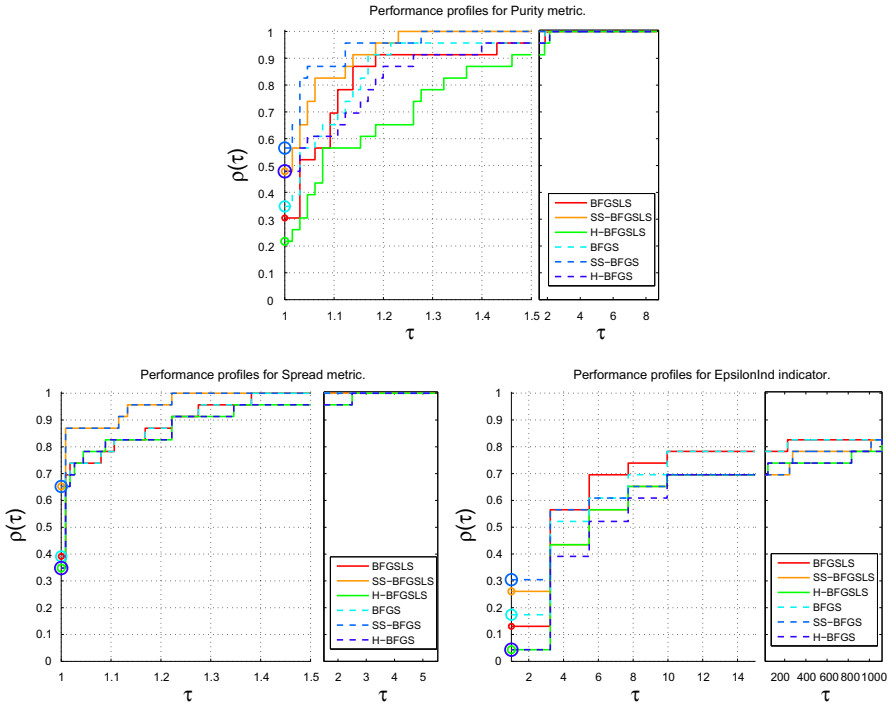 Performance profiles for Purity metric.
1
0.9
0.8
0.7
0.6
0.5
0.4
0.3
0.2
0.1
0
ρ(τ)
1 1.1 1.2 1.3 1.4 1.5 2 4 6 8
τ τ
BFGSLS
SS−BFGSLS
H−BFGSLS
BFGS
SS−BFGS
H−BFGS
Performance profiles for Spread metric.
1
0.9
0.8
0.7
0.6
0.5
0.4
0.3
0.2
0.1
0
ρ(τ)
1 1.1 1.2 1.3 1.4 1.5 2 3 4 5
τ τ
BFGSLS
SS−BFGSLS
H−BFGSLS
BFGS
SS−BFGS
H−BFGS
Performance profiles for EpsilonInd indicator.
1
0.9
0.8
0.7
0.6
0.5
0.4
0.3
0.2
0.1
0
ρ(τ)
2 4 6 8 10 12 14 200 400 600 800 1000
τ τ
BFGSLS
SS−BFGSLS
H−BFGSLS
BFGS
SS−BFGS
H−BFGS